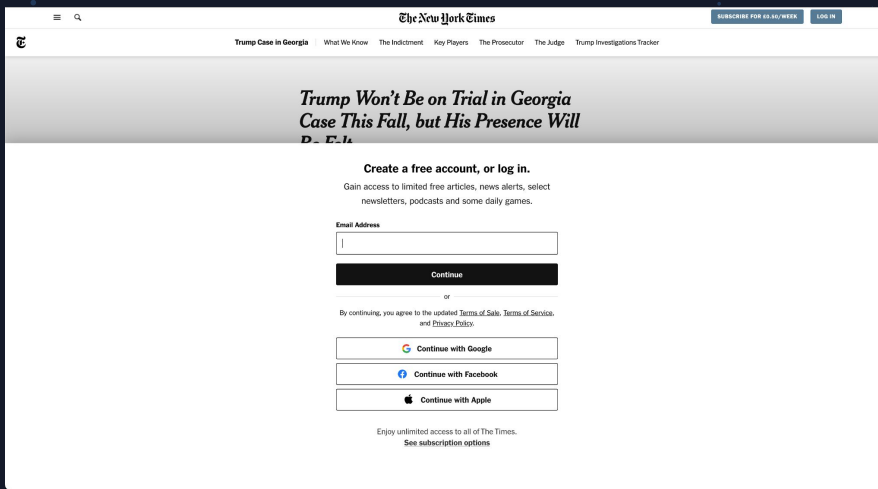 The New York Times
SUBSCRIBE FOR £0.50/WEEK
LOG IN
Trump Case in Georgia
What We Know
The Indictment
Key Players
The Prosecutor
The Judge
Trump Investigations Tracker
Trump Won't Be on Trial in Georgia
Case This Fall, but His Presence Will
Be Felt
Create a free account, or log in.
Gain access to limited free articles, news alerts, select
newsletters, podcasts and some daily games.
Email Address
Continue
or
By continuing, you agree to the updated Terms of Sale, Terms of Service,
and Privacy Policy.
Continue with Google
Continue with Facebook
Continue with Apple
Enjoy unlimited access to all of The Times.
See subscription options